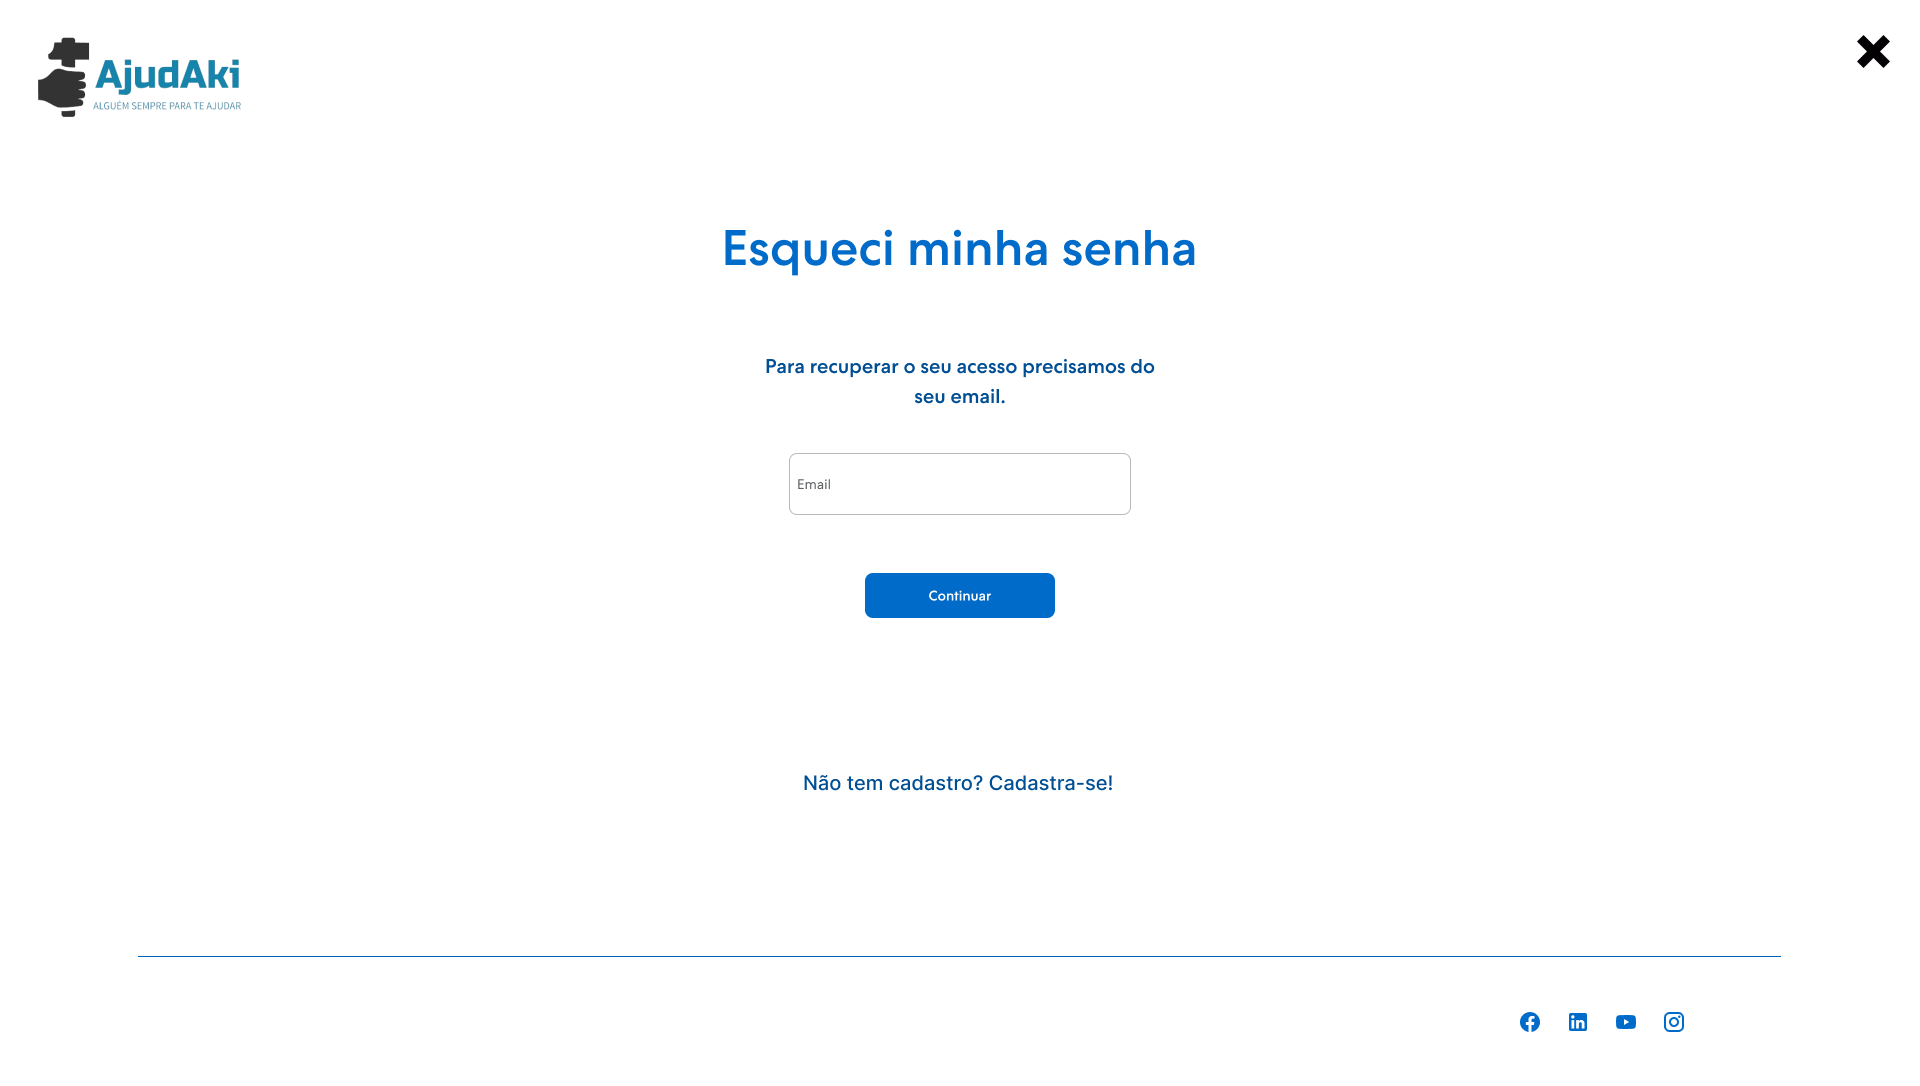 AjudAki
ALGUÉM SEMPRE PARA TE AJUDAR
Esqueci minha senha
Para recuperar o seu acesso precisamos do
seu email.
Email
Continuar
Não tem cadastro? Cadastra-se!